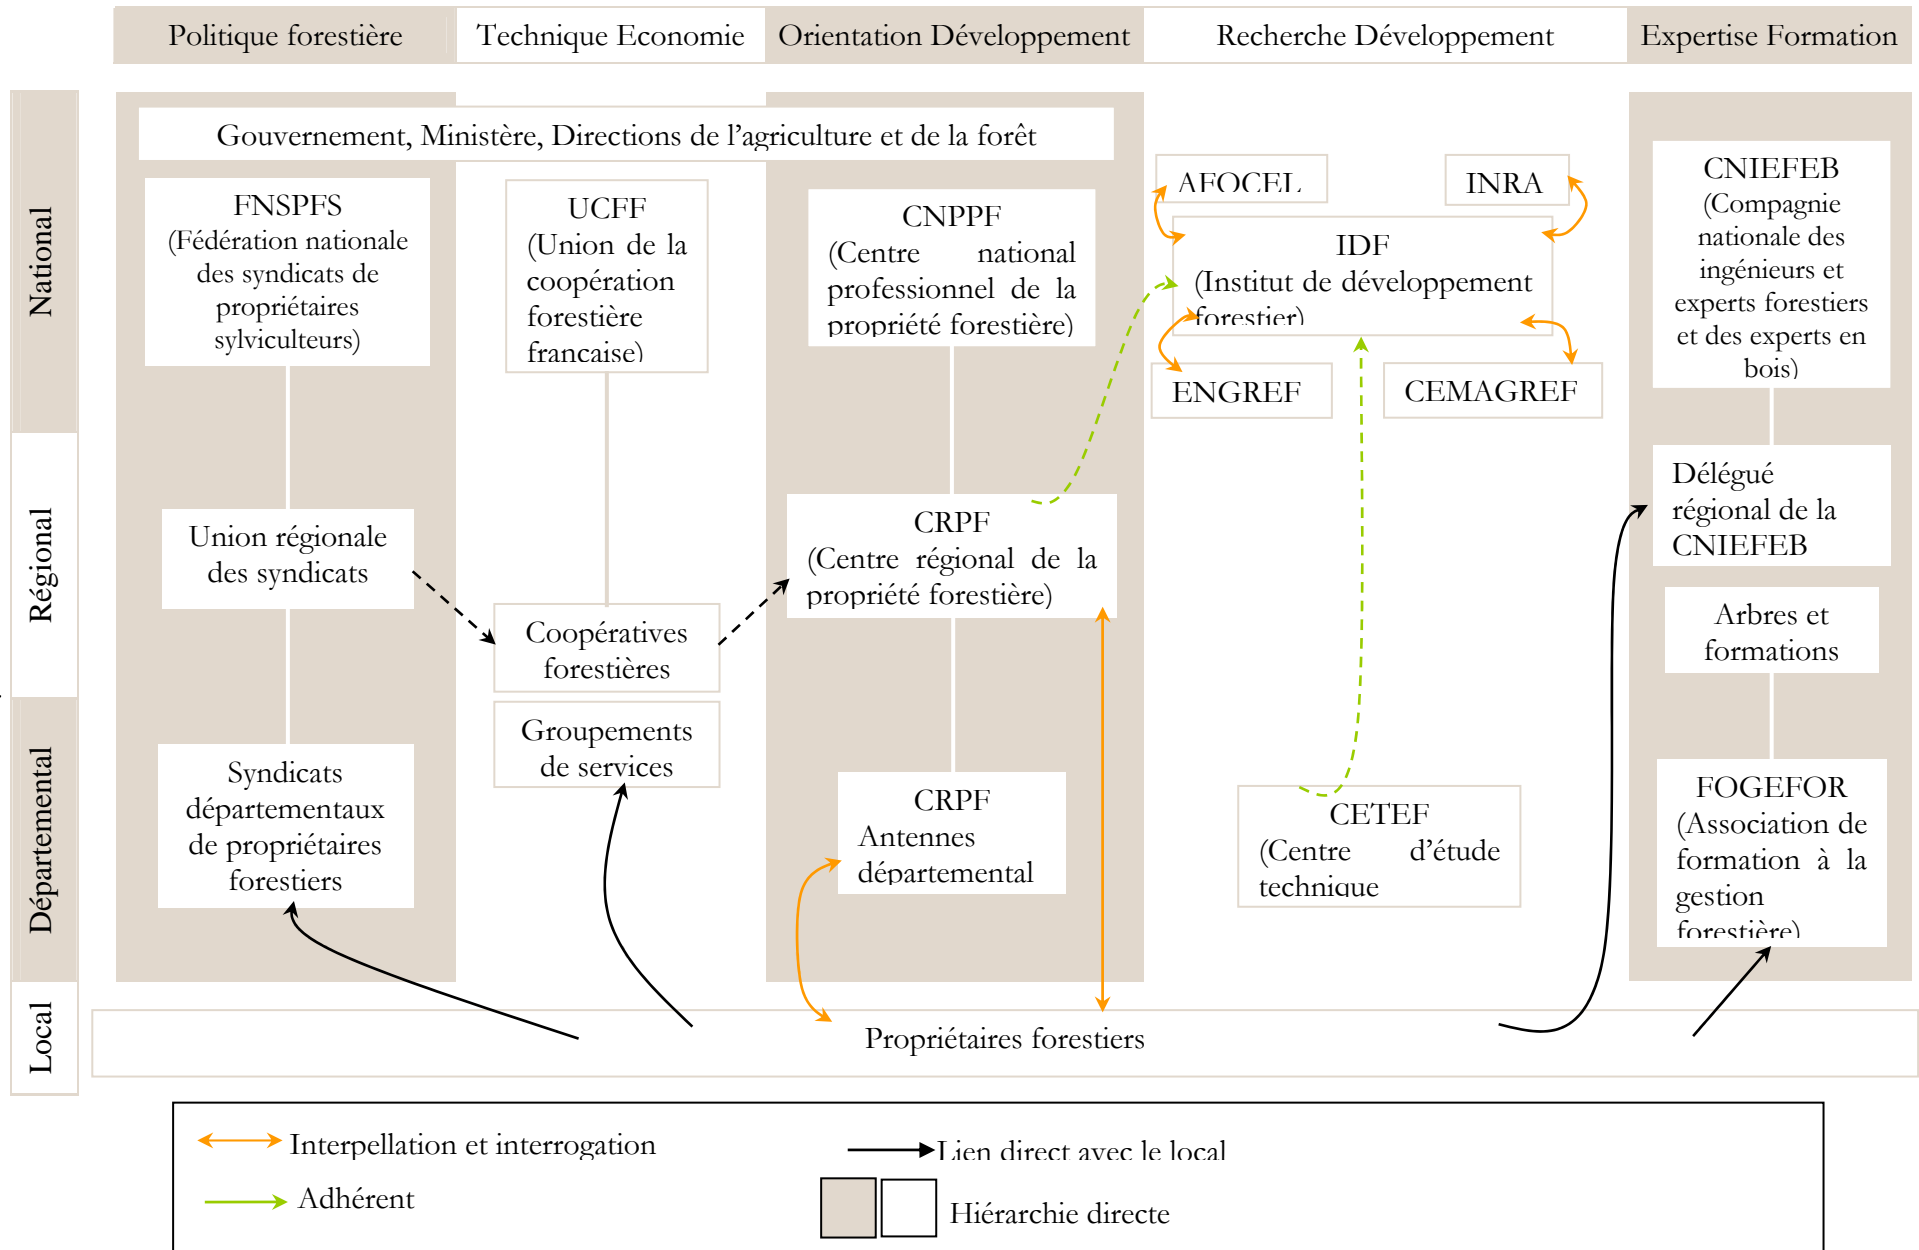 Politique forestière
Technique Economie
Orientation Développement
Recherche Développement
Expertise Formation
National
Régional
Départemental
Local
Gouvernement, Ministère, Directions de l'agriculture et de la forêt
FNSPFS
(Fédération nationale
des syndicats de
propriétaires
sylviculteurs)
Union régionale
des syndicats
Syndicats
départementaux
de propriétaires
forestiers
UCFF
(Union de la
coopération
forestière
française)
Coopératives
forestières
Groupements
de services
CNPPF
(Centre national
professionnel de la
propriété forestière)
CRPF
(Centre régional de la
propriété forestière)
CRPF
Antennes
départemental
AFOCEL
INRA
IDF
(Institut de développement
forestier)
ENGREF
CEMAGREF
CETEF
(Centre d'étude
technique
CNIEFEB
(Compagnie
nationale des
ingénieurs et
experts forestiers
et des experts en
bois)
Délégué
régional de la
CNIEFEB
Arbres et
formations
FOGEFOR
(Association de
formation à la
gestion
forestière)
Propriétaires forestiers
Interpellation et interrogation
Lien direct avec le local
Adhérent
Hiérarchie directe